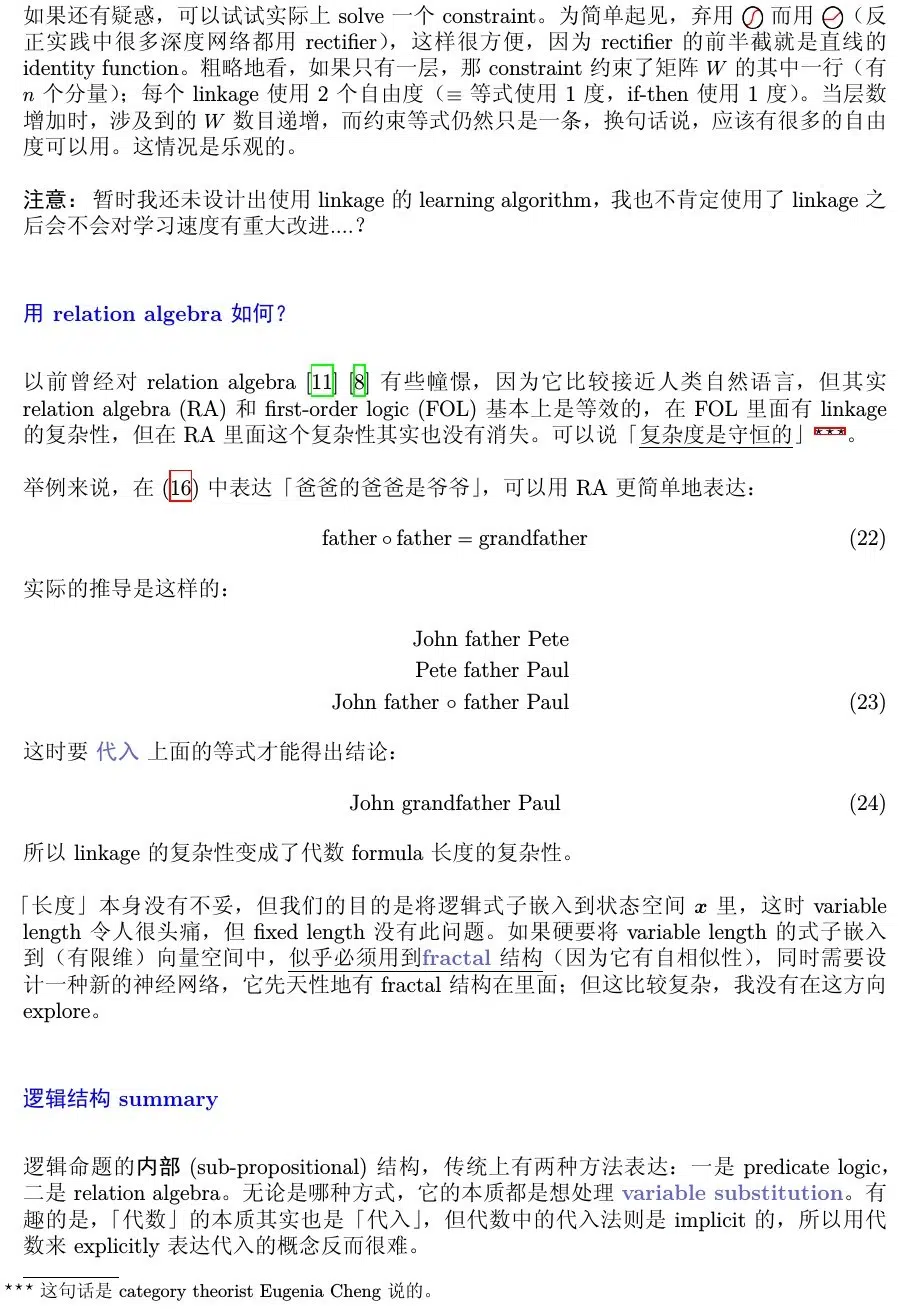 如果还有疑惑，可以试试实际上 solve 一个 constraint。为简单起见，弃用 而用 （反
正实践中很多深度网络都用 rectifier），这样很方便，因为 rectifier 的前半截就是直线的
identity function。粗略地看，如果只有一层，那 constraint 约束了矩阵 W 的其中一行（有
n 个分量）；每个 linkage 使用 2 个自由度（≡ 等式使用 1 度，if-then 使用 1 度）。当层数
增加时，涉及到的 W 数目递增，而约束等式仍然只是一条，换句话说，应该有很多的自由
度可以用。这情况是乐观的。
注意：暂时我还未设计出使用 linkage 的 learning algorithm，我也不肯定使用了 linkage 之
后会不会对学习速度有重大改进....？
用 relation algebra 如何？
以前曾经对 relation algebra [11] [8] 有些憧憬，因为它比较接近人类自然语言，但其实
relation algebra (RA) 和 first-order logic (FOL) 基本上是等效的，在 FOL 里面有 linkage
的复杂性，但在 RA 里面这个复杂性其实也没有消失。可以说「复杂度是守恒的」***。
举例来说，在 (16) 中表达「爸爸的爸爸是爷爷」，可以用 RA 更简单地表达：
father ∘ father = grandfather (22)
实际的推导是这样的：
John father Pete
Pete father Paul
John father ∘ father Paul (23)
这时要 代入 上面的等式才能得出结论：
John grandfather Paul (24)
所以 linkage 的复杂性变成了代数 formula 长度的复杂性。
「长度」本身没有不妥，但我们的目的是将逻辑式子嵌入到状态空间 x 里，这时 variable
length 令人很头痛，但 fixed length 没有此问题。如果硬要将 variable length 的式子嵌入
到（有限维）向量空间中，似乎必须用到fractal 结构（因为它有自相似性），同时需要设
计一种新的神经网络，它先天性地有 fractal 结构在里面；但这比较复杂，我没有在这方向
explore。
逻辑结构 summary
逻辑命题的内部 (sub-propositional) 结构，传统上有两种方法表达：一是 predicate logic，
二是 relation algebra。无论是哪种方式，它的本质都是想处理 variable substitution。有
趣的是，「代数」的本质其实也是「代入」，但代数中的代入法则是 implicit 的，所以用代
数来 explicitly 表达代入的概念反而很难。
*** 这句话是 category theorist Eugenia Cheng 说的。